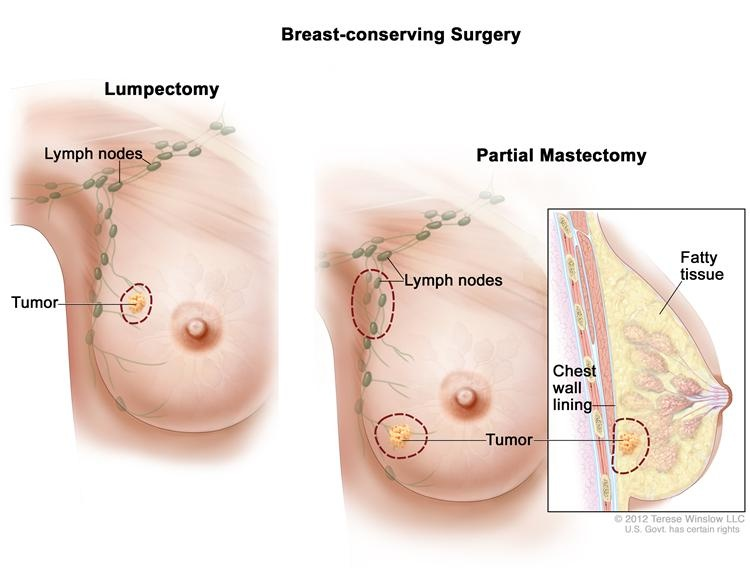 Breast-conserving Surgery
Lumpectomy
Lymph nodes
Tumor
Partial Mastectomy
Lymph nodes
Tumor
Fatty
tissue
Chest
wall
lining
© 2012 Terese Winslow LLC
U.S. Govt. has certain rights